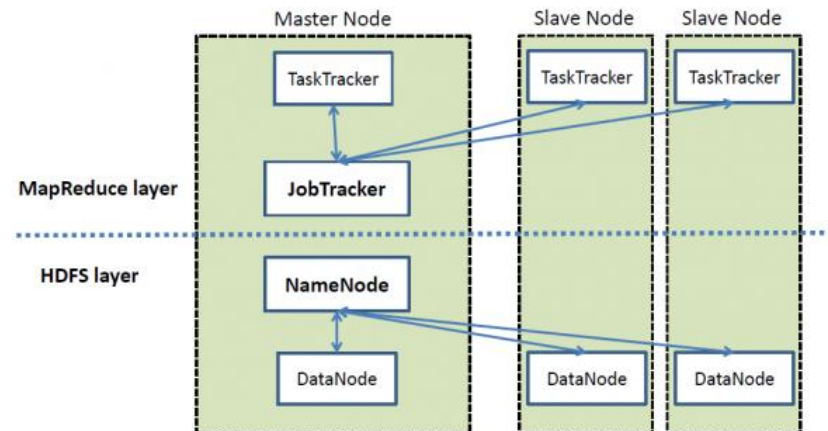 Master Node
Slave Node
Slave Node
TaskTracker
TaskTracker
TaskTracker
MapReduce layer
JobTracker
HDFS layer
NameNode
DataNode
DataNode
DataNode